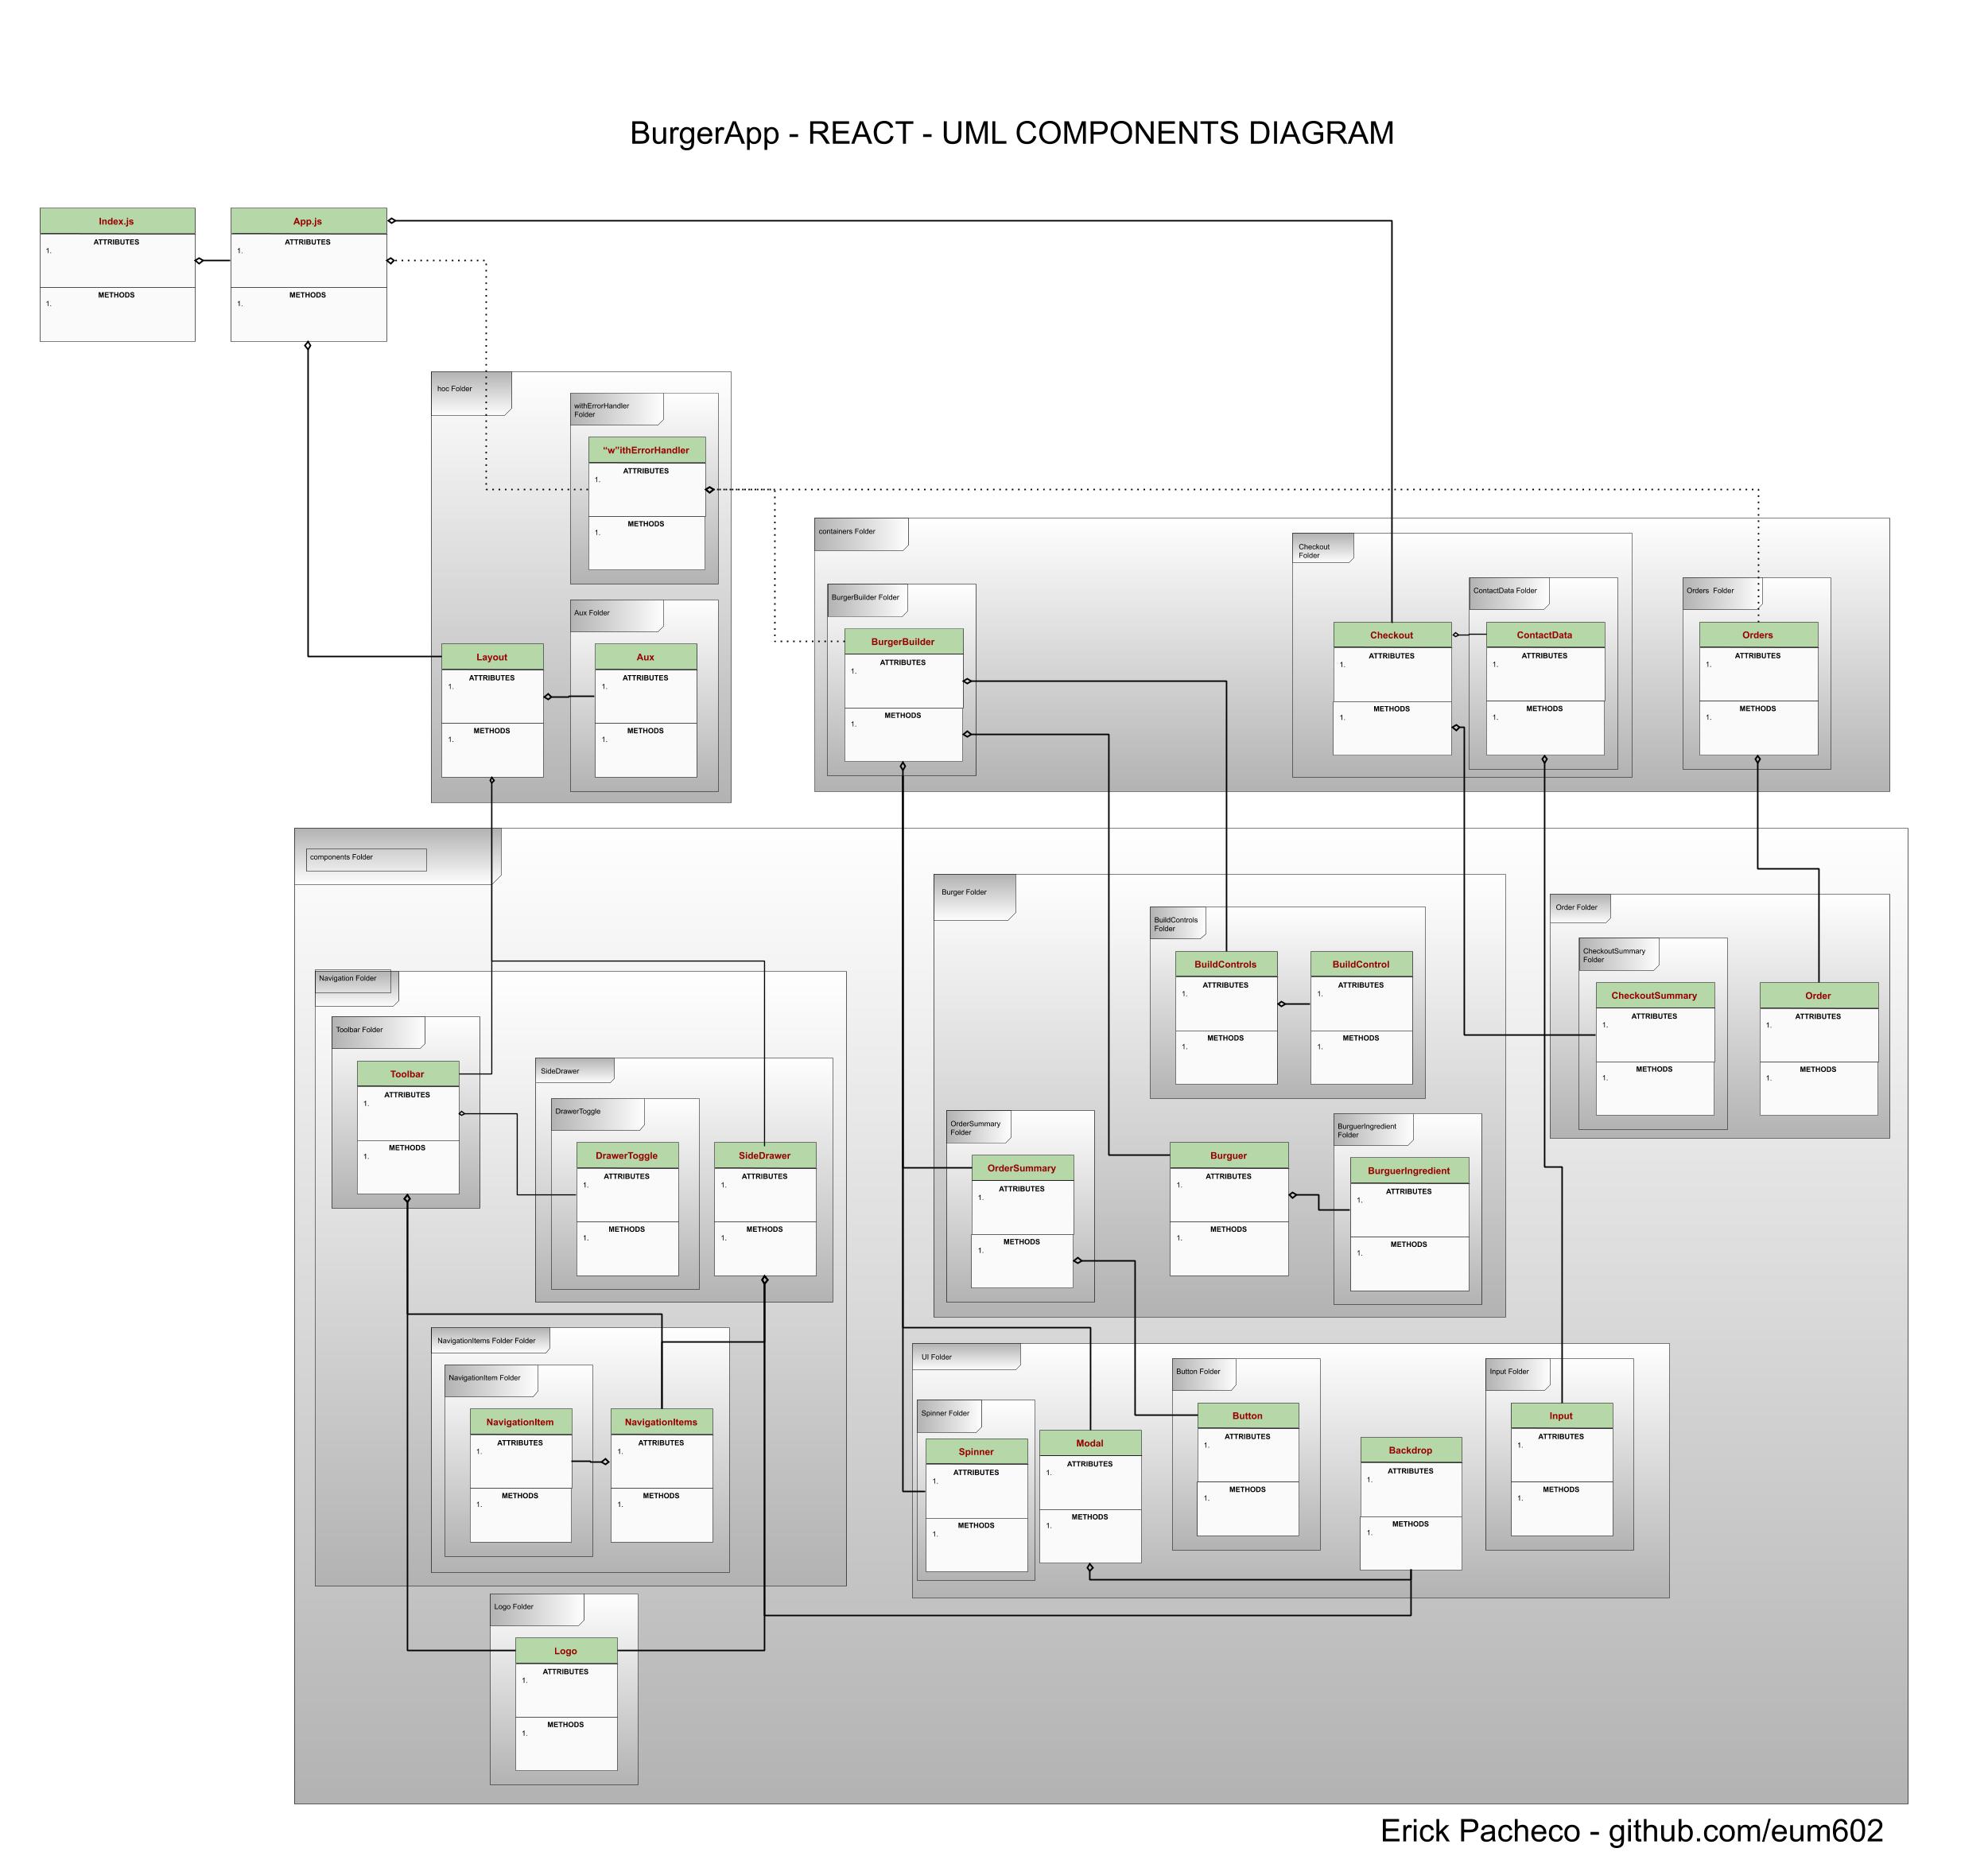 BurgerApp - REACT - UML COMPONENTS DIAGRAM
Index.js
ATTRIBUTES
1.
METHODS
1.
App.js
ATTRIBUTES
1.
METHODS
1.
hoc Folder
withErrorHandler
Folder
“w”ithErrorHandler
ATTRIBUTES
1.
METHODS
1.
Aux Folder
Layout
ATTRIBUTES
1.
METHODS
1.
Aux
ATTRIBUTES
1.
METHODS
1.
containers Folder
BurgerBuilder Folder
BurgerBuilder
ATTRIBUTES
1.
METHODS
1.
Checkout
Folder
Checkout
ATTRIBUTES
1.
METHODS
1.
ContactData Folder
ContactData
ATTRIBUTES
1.
METHODS
1.
Orders Folder
Orders
ATTRIBUTES
1.
METHODS
1.
components Folder
Navigation Folder
Toolbar Folder
Toolbar
ATTRIBUTES
1.
METHODS
1.
SideDrawer
DrawerToggle
DrawerToggle
ATTRIBUTES
1.
METHODS
1.
SideDrawer
ATTRIBUTES
1.
METHODS
1.
NavigationItems Folder Folder
NavigationItem Folder
NavigationItem
ATTRIBUTES
1.
METHODS
1.
NavigationItems
ATTRIBUTES
1.
METHODS
1.
Logo Folder
Logo
ATTRIBUTES
1.
METHODS
1.
Burger Folder
BuildControls
Folder
BuildControls
ATTRIBUTES
1.
METHODS
1.
BuildControl
ATTRIBUTES
1.
METHODS
1.
OrderSummary
Folder
OrderSummary
ATTRIBUTES
1.
METHODS
1.
Burguer
ATTRIBUTES
1.
METHODS
1.
BurguerIngredient
Folder
BurguerIngredient
ATTRIBUTES
1.
METHODS
1.
Order Folder
CheckoutSummary
Folder
CheckoutSummary
ATTRIBUTES
1.
METHODS
1.
Order
ATTRIBUTES
1.
METHODS
1.
UI Folder
Spinner Folder
Spinner
ATTRIBUTES
1.
METHODS
1.
Modal
ATTRIBUTES
1.
METHODS
1.
Button Folder
Button
ATTRIBUTES
1.
METHODS
1.
Backdrop
ATTRIBUTES
1.
METHODS
1.
Input Folder
Input
ATTRIBUTES
1.
METHODS
1.
Erick Pacheco - github.com/eum602